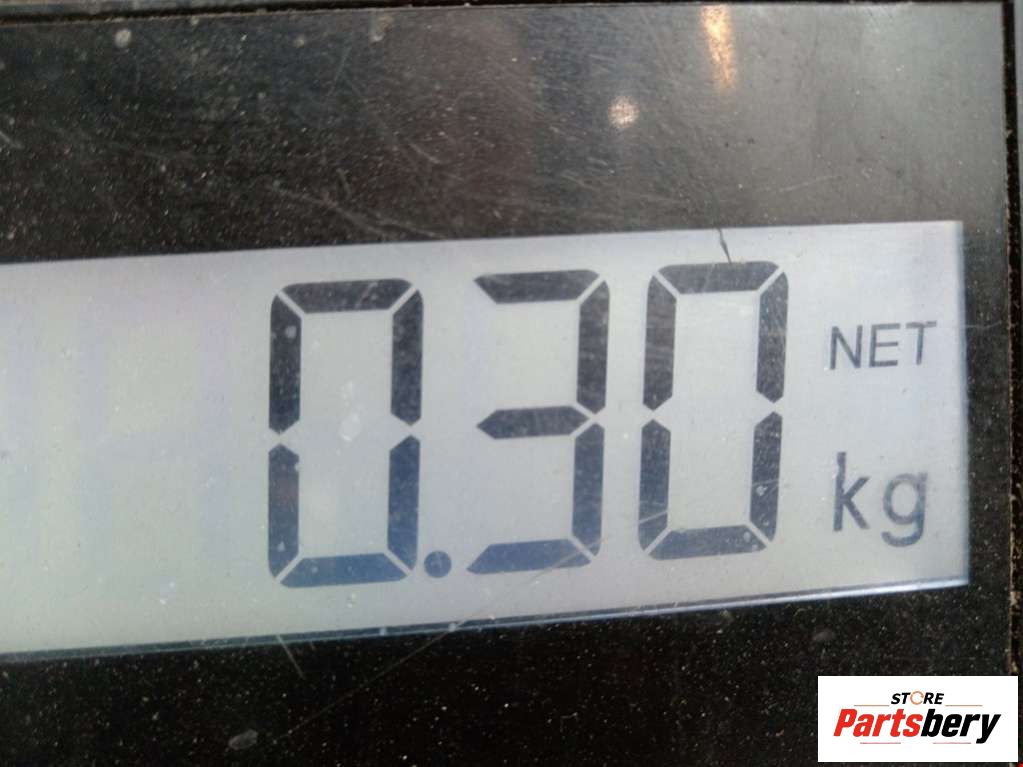 0.30 NET
kg
STORE
Partsbery